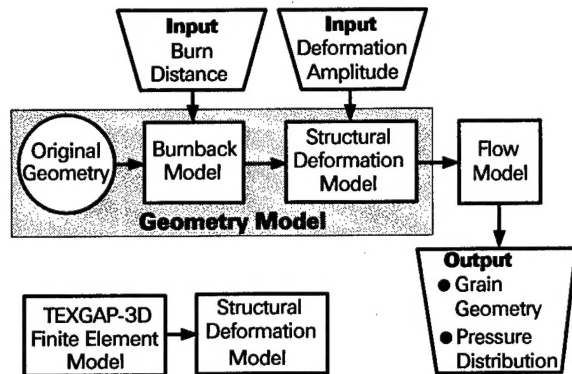 Input
Burn
Distance
Input
Deformation
Amplitude
Original
Geometry
Burnback
Model
Structural
Deformation
Model
Flow
Model
Geometry Model
Output
● Grain
Geometry
● Pressure
Distribution
TEXGAP-3D
Finite Element
Model
Structural
Deformation
Model